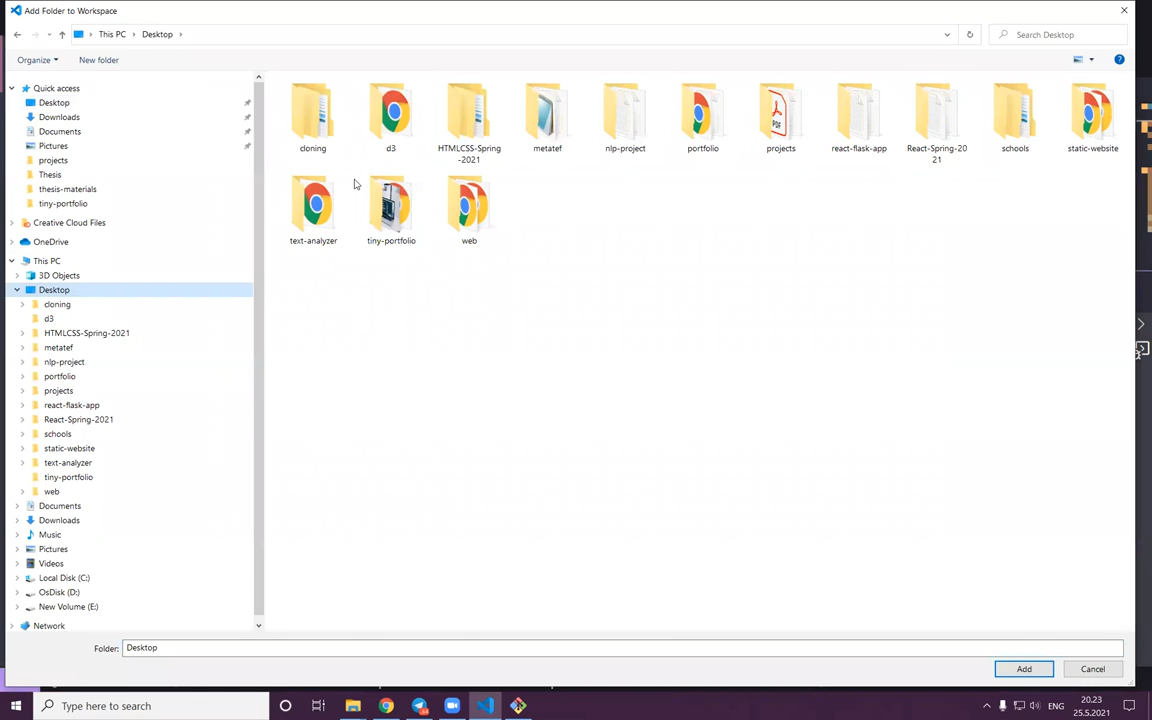 Add Folder to Workspace
This PC
Desktop
Search Desktop
Organize
New folder
Quick access
Desktop
Downloads
Documents
Pictures
projects
Thesis
thesis-materials
tiny-portfolio
Creative Cloud Files
OneDrive
This PC
3D Objects
Desktop
cloning
d3
HTMLCSS-Spring-2021
metatef
nlp-project
portfolio
projects
react-flask-app
React-Spring-2021
schools
static-website
text-analyzer
tiny-portfolio
web
Documents
Downloads
Music
Pictures
Videos
Local Disk (C:)
OsDisk (D:)
New Volume (E:)
Network
cloning
d3
HTMLCSS-Spring
-2021
metatef
nlp-project
portfolio
PDF
projects
react-flask-app
React-Spring-20
21
schools
static-website
text-analyzer
tiny-portfolio
web
Folder: Desktop
Add
Cancel
Type here to search
ENG
20.23
25.5.2021